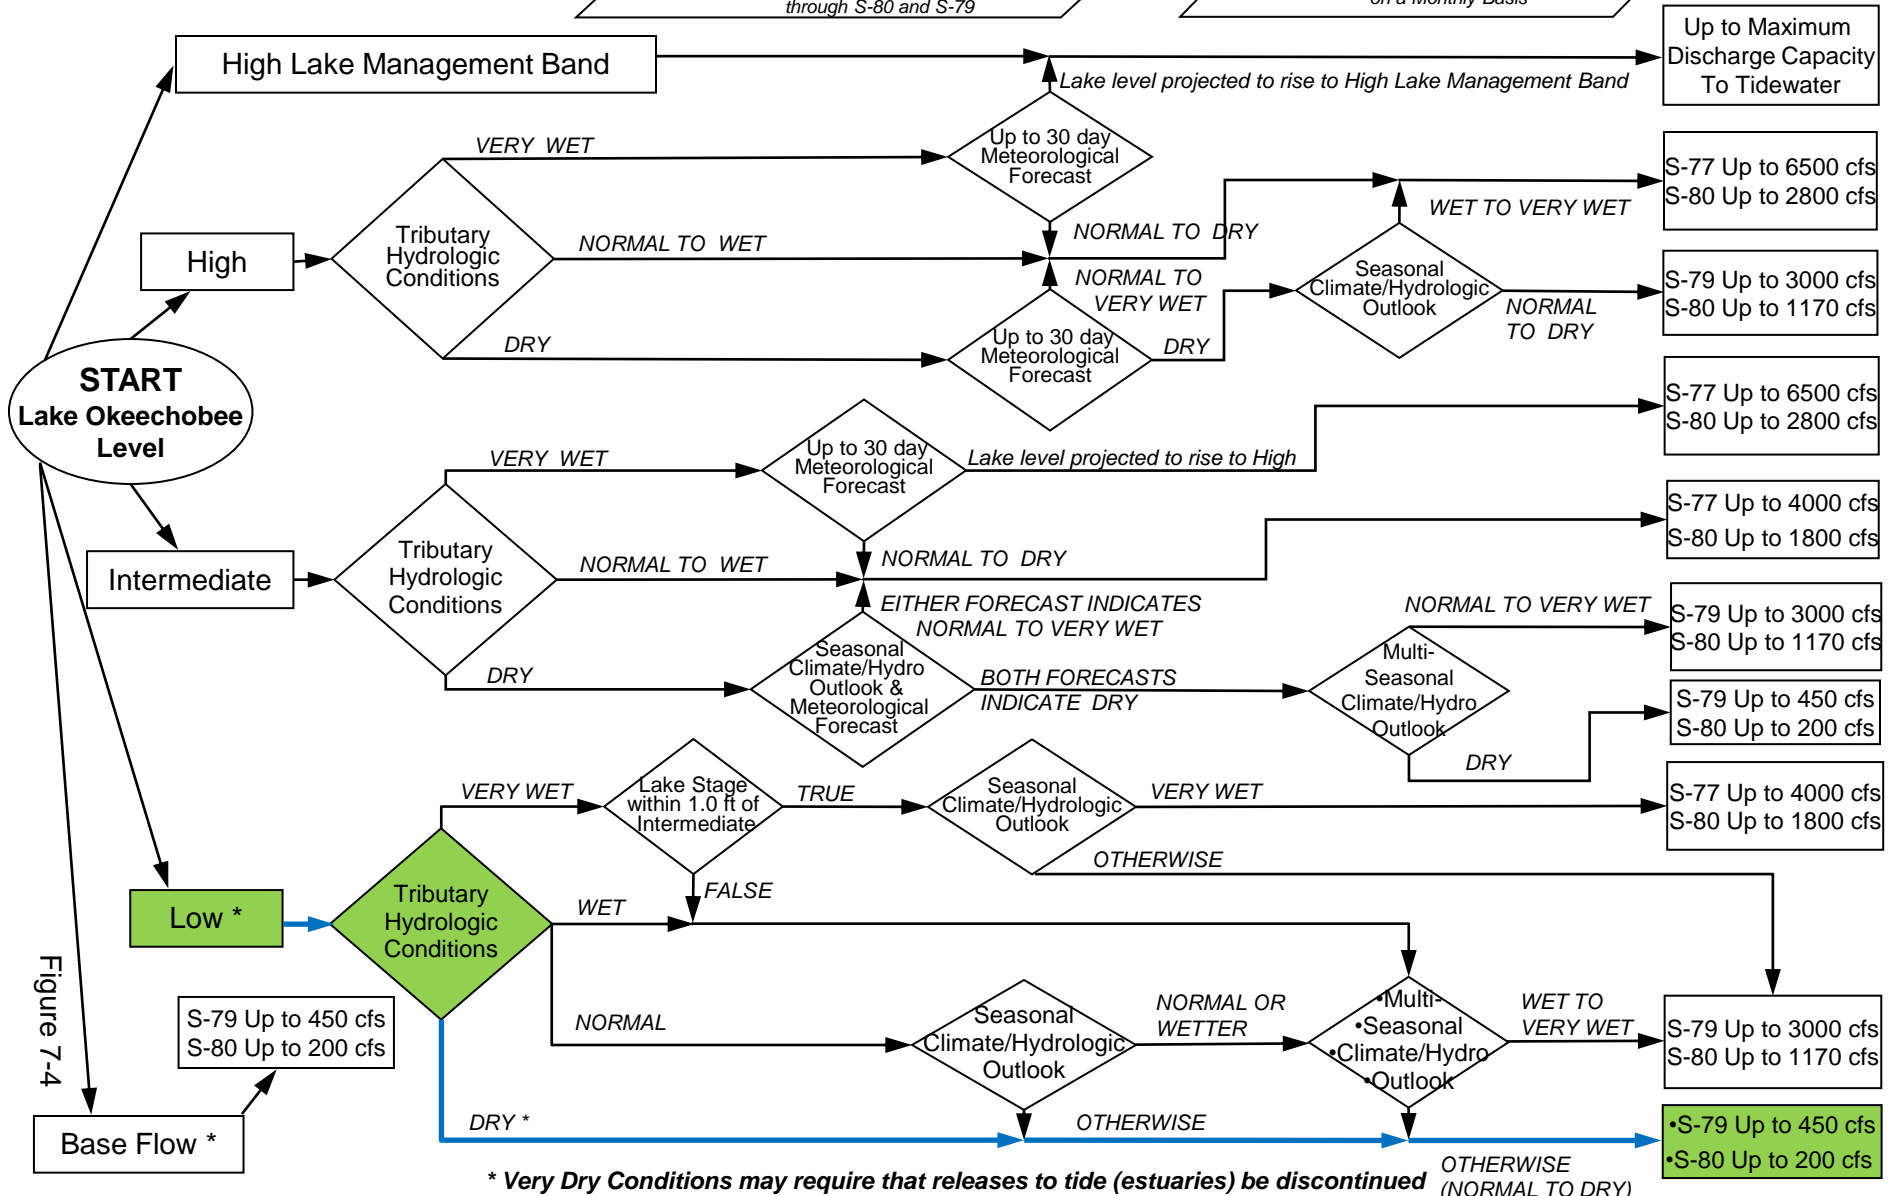 through S-80 and S-79
on a Monthly Basis
High Lake Management Band
Up to Maximum
Discharge Capacity
To Tidewater
Lake level projected to rise to High Lake Management Band
VERY WET
Up to 30 day
Meteorological
Forecast
S-77 Up to 6500 cfs
S-80 Up to 2800 cfs
WET TO VERY WET
Tributary
Hydrologic
Conditions
NORMAL TO WET
NORMAL TO DRY
High
NORMAL TO
VERY WET
Seasonal
Climate/Hydrologic
Outlook
S-79 Up to 3000 cfs
S-80 Up to 1170 cfs
NORMAL
TO DRY
DRY
Up to 30 day
Meteorological
Forecast
DRY
START
Lake Okeechobee
Level
S-77 Up to 6500 cfs
S-80 Up to 2800 cfs
VERY WET
Up to 30 day
Meteorological
Forecast
Lake level projected to rise to High
S-77 Up to 4000 cfs
S-80 Up to 1800 cfs
Intermediate
Tributary
Hydrologic
Conditions
NORMAL TO WET
NORMAL TO DRY
EITHER FORECAST INDICATES
NORMAL TO VERY WET
NORMAL TO VERY WET
S-79 Up to 3000 cfs
S-80 Up to 1170 cfs
DRY
Seasonal
Climate/Hydro
Outlook &
Meteorological
Forecast
BOTH FORECASTS
INDICATE DRY
Multi-
Seasonal
Climate/Hydro
Outlook
S-79 Up to 450 cfs
S-80 Up to 200 cfs
DRY
VERY WET
Lake Stage
within 1.0 ft of
Intermediate
TRUE
Seasonal
Climate/Hydrologic
Outlook
VERY WET
S-77 Up to 4000 cfs
S-80 Up to 1800 cfs
OTHERWISE
FALSE
Low *
Tributary
Hydrologic
Conditions
WET
Figure 7-4
S-79 Up to 450 cfs
S-80 Up to 200 cfs
NORMAL
Seasonal
Climate/Hydrologic
Outlook
NORMAL OR
WETTER
•Multi-
•Seasonal
•Climate/Hydro
•Outlook
WET TO
VERY WET
S-79 Up to 3000 cfs
S-80 Up to 1170 cfs
Base Flow *
DRY *
OTHERWISE
•S-79 Up to 450 cfs
•S-80 Up to 200 cfs
* Very Dry Conditions may require that releases to tide (estuaries) be discontinued
OTHERWISE
(NORMAL TO DRY)